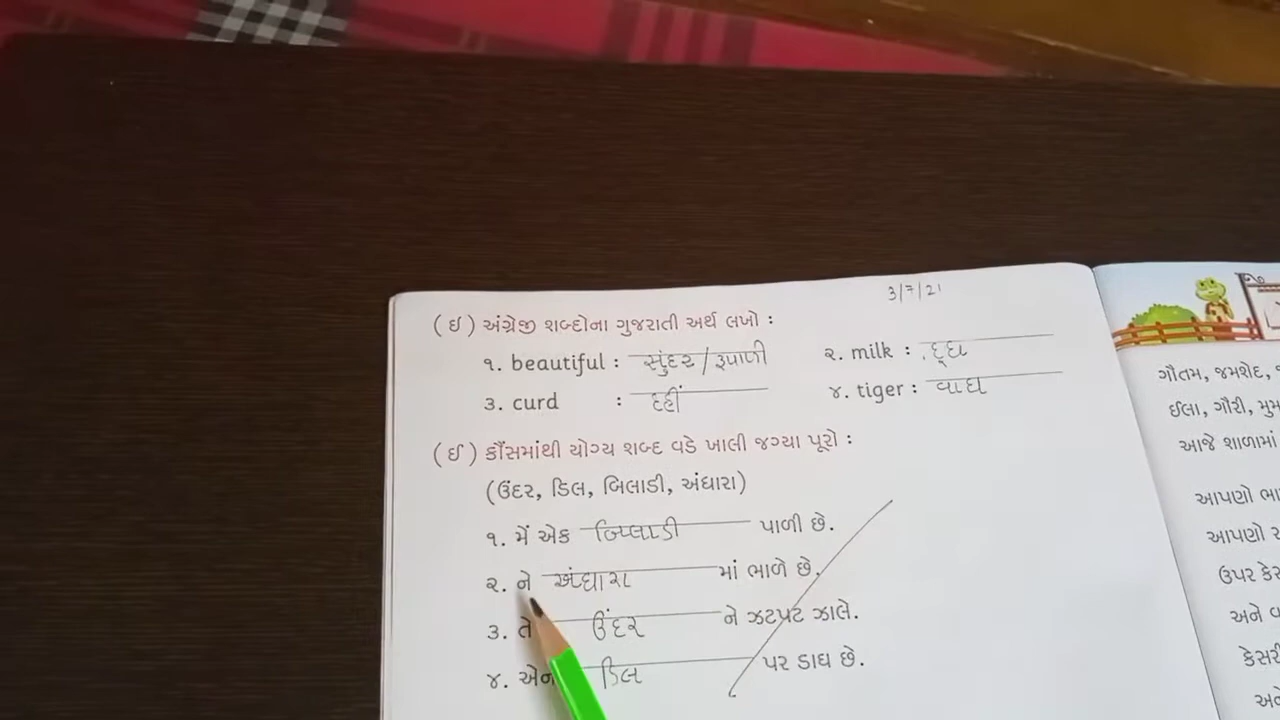 3/7/21
(ઇ) અંગ્રેજી શબ્દોના ગુજરાતી અર્થ લખો :
૧. beautiful : સુંદર/રૂપાળી ૨. milk : દૂધ
૩. curd : દહીં ૪. tiger : વાઘ
(ઈ) કૌંસમાંથી યોગ્ય શબ્દ વડે ખાલી જગ્યા પૂરો :
(ઉંદર, ડિલ, બિલાડી, અંધારા)
૧. મેં એક બિલાડી પાળી છે.
૨. ને અંધારા માં ભાળે છે.
૩. તે ઉંદર ને ઝટપટ ઝાલે.
૪. એન ડિલ પર ડાઘ છે.
ગૌતમ, જમશેદ,
ઈલા, ગૌરી,
આજે શાળામાં
આપણો
આપણો
ઉપર
અને